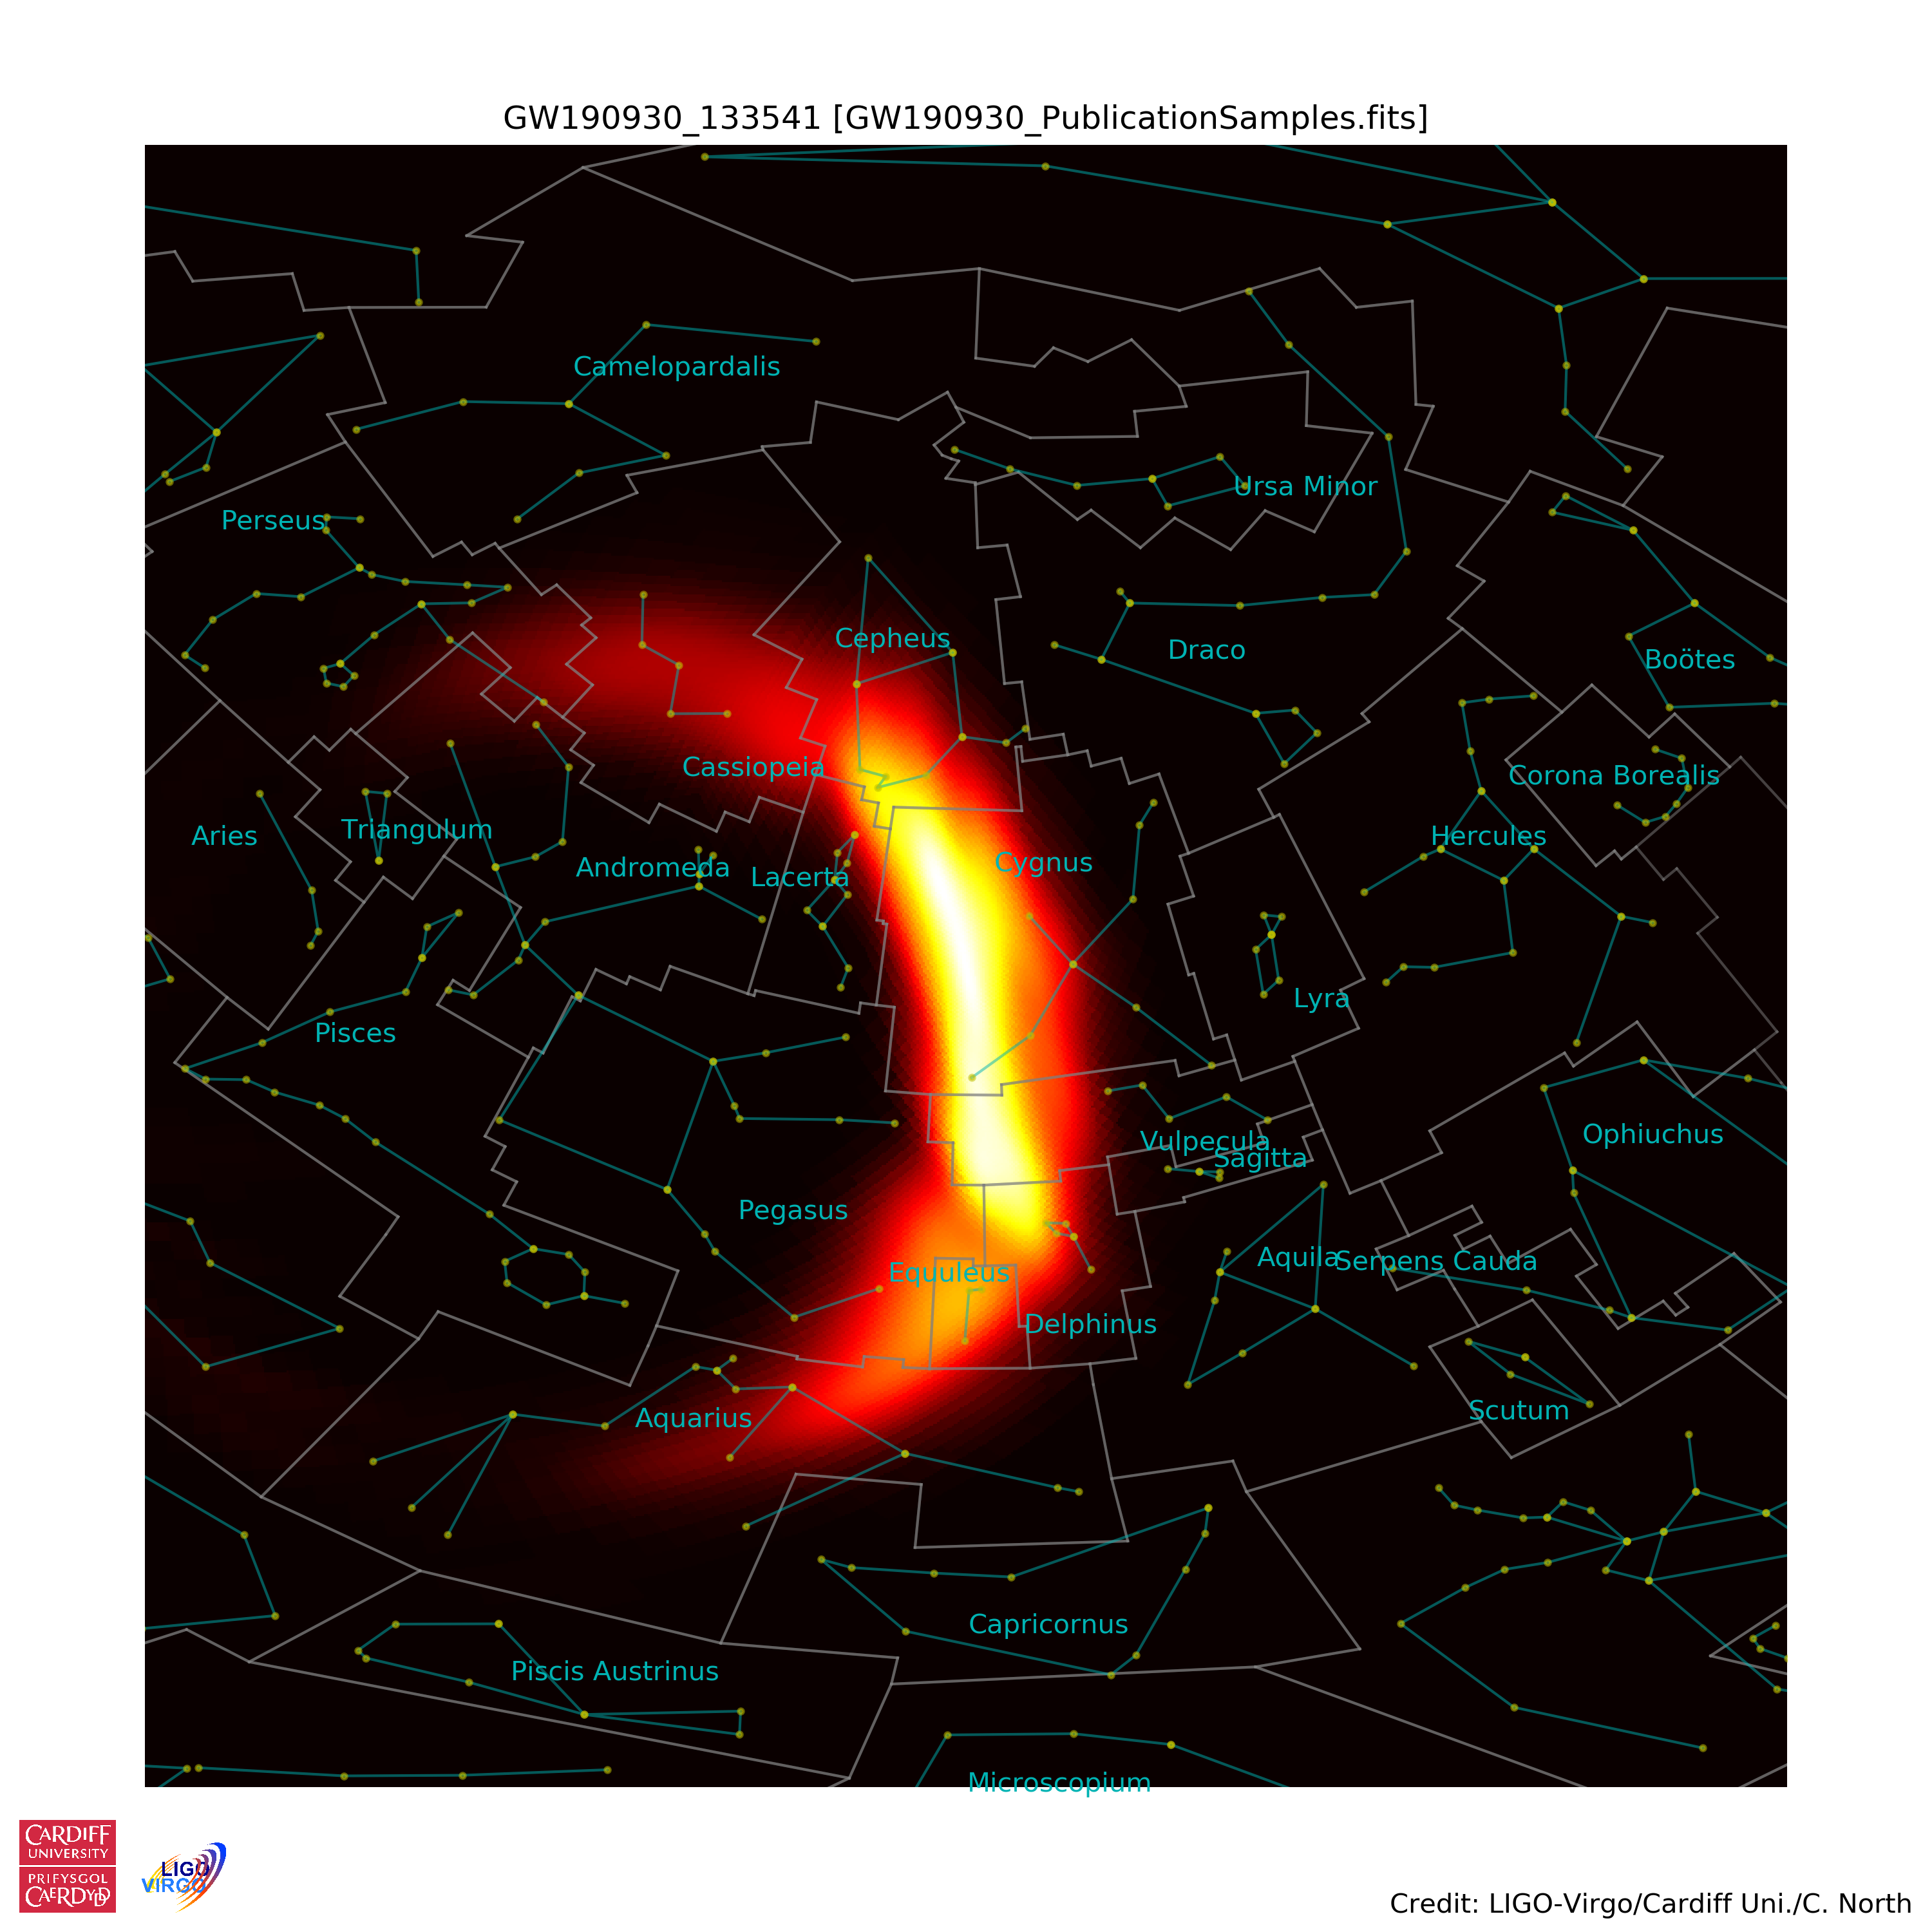 GW190930_133541 [GW190930_PublicationSamples.fits]
Camelopardalis
Ursa Minor
Perseus
Cepheus
Draco
Boötes
Cassiopeia
Corona Borealis
Aries
Triangulum
Hercules
Andromeda
Lacerta
Cygnus
Lyra
Pisces
Ophiuchus
Vulpecula
Sagitta
Pegasus
Aquila
Serpens Cauda
Equuleus
Delphinus
Aquarius
Scutum
Capricornus
Piscis Austrinus
Microscopium
CARDIFF
UNIVERSITY
PRIFYSGOL
CAERDYDD
LIGO
VIRGO
Credit: LIGO-Virgo/Cardiff Uni./C. North